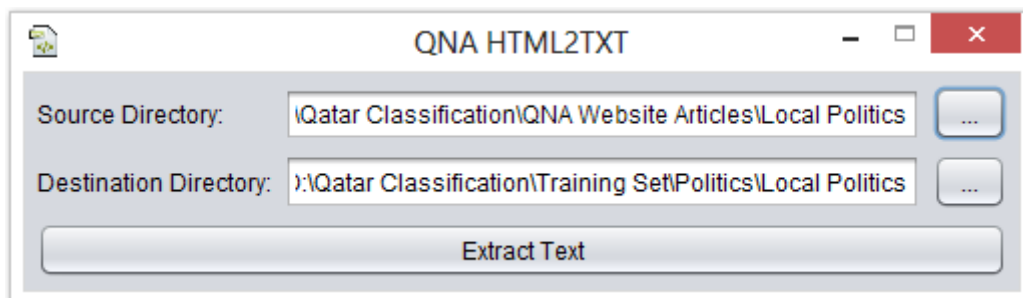 QNA HTML2TXT
Source Directory: \Qatar Classification\QNA Website Articles\Local Politics ...
Destination Directory: :\Qatar Classification\Training Set\Politics\Local Politics ...
Extract Text